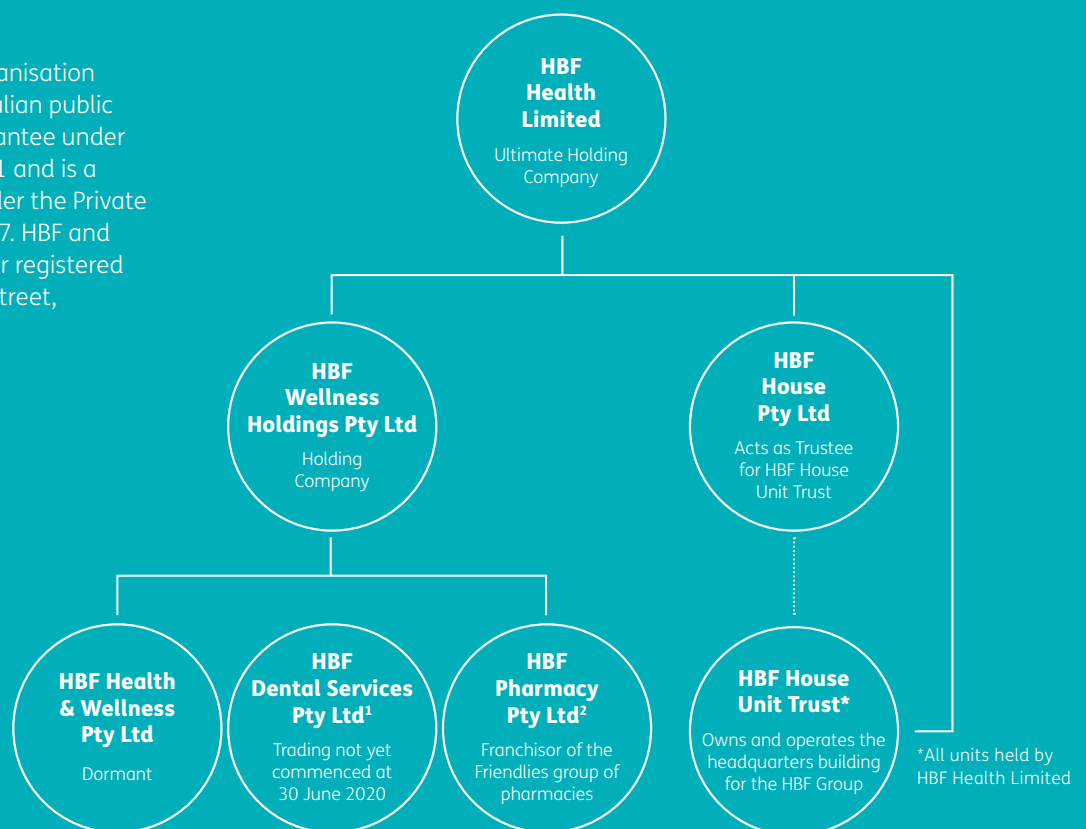 anisation
alian public
antee under
1 and is a
der the Private
7. HBF and
r registered
treet,
HBF
Health
Limited
Ultimate Holding
Company
HBF
Wellness
Holdings Pty Ltd
Holding
Company
HBF
House
Pty Ltd
Acts as Trustee
for HBF House
Unit Trust
HBF Health
& Wellness
Pty Ltd
Dormant
HBF
Dental Services
Pty Ltd¹
Trading not yet
commenced at
30 June 2020
HBF
Pharmacy
Pty Ltd²
Franchisor of the
Friendlies group of
pharmacies
HBF House
Unit Trust*
Owns and operates the
headquarters building
for the HBF Group
*All units held by
HBF Health Limited